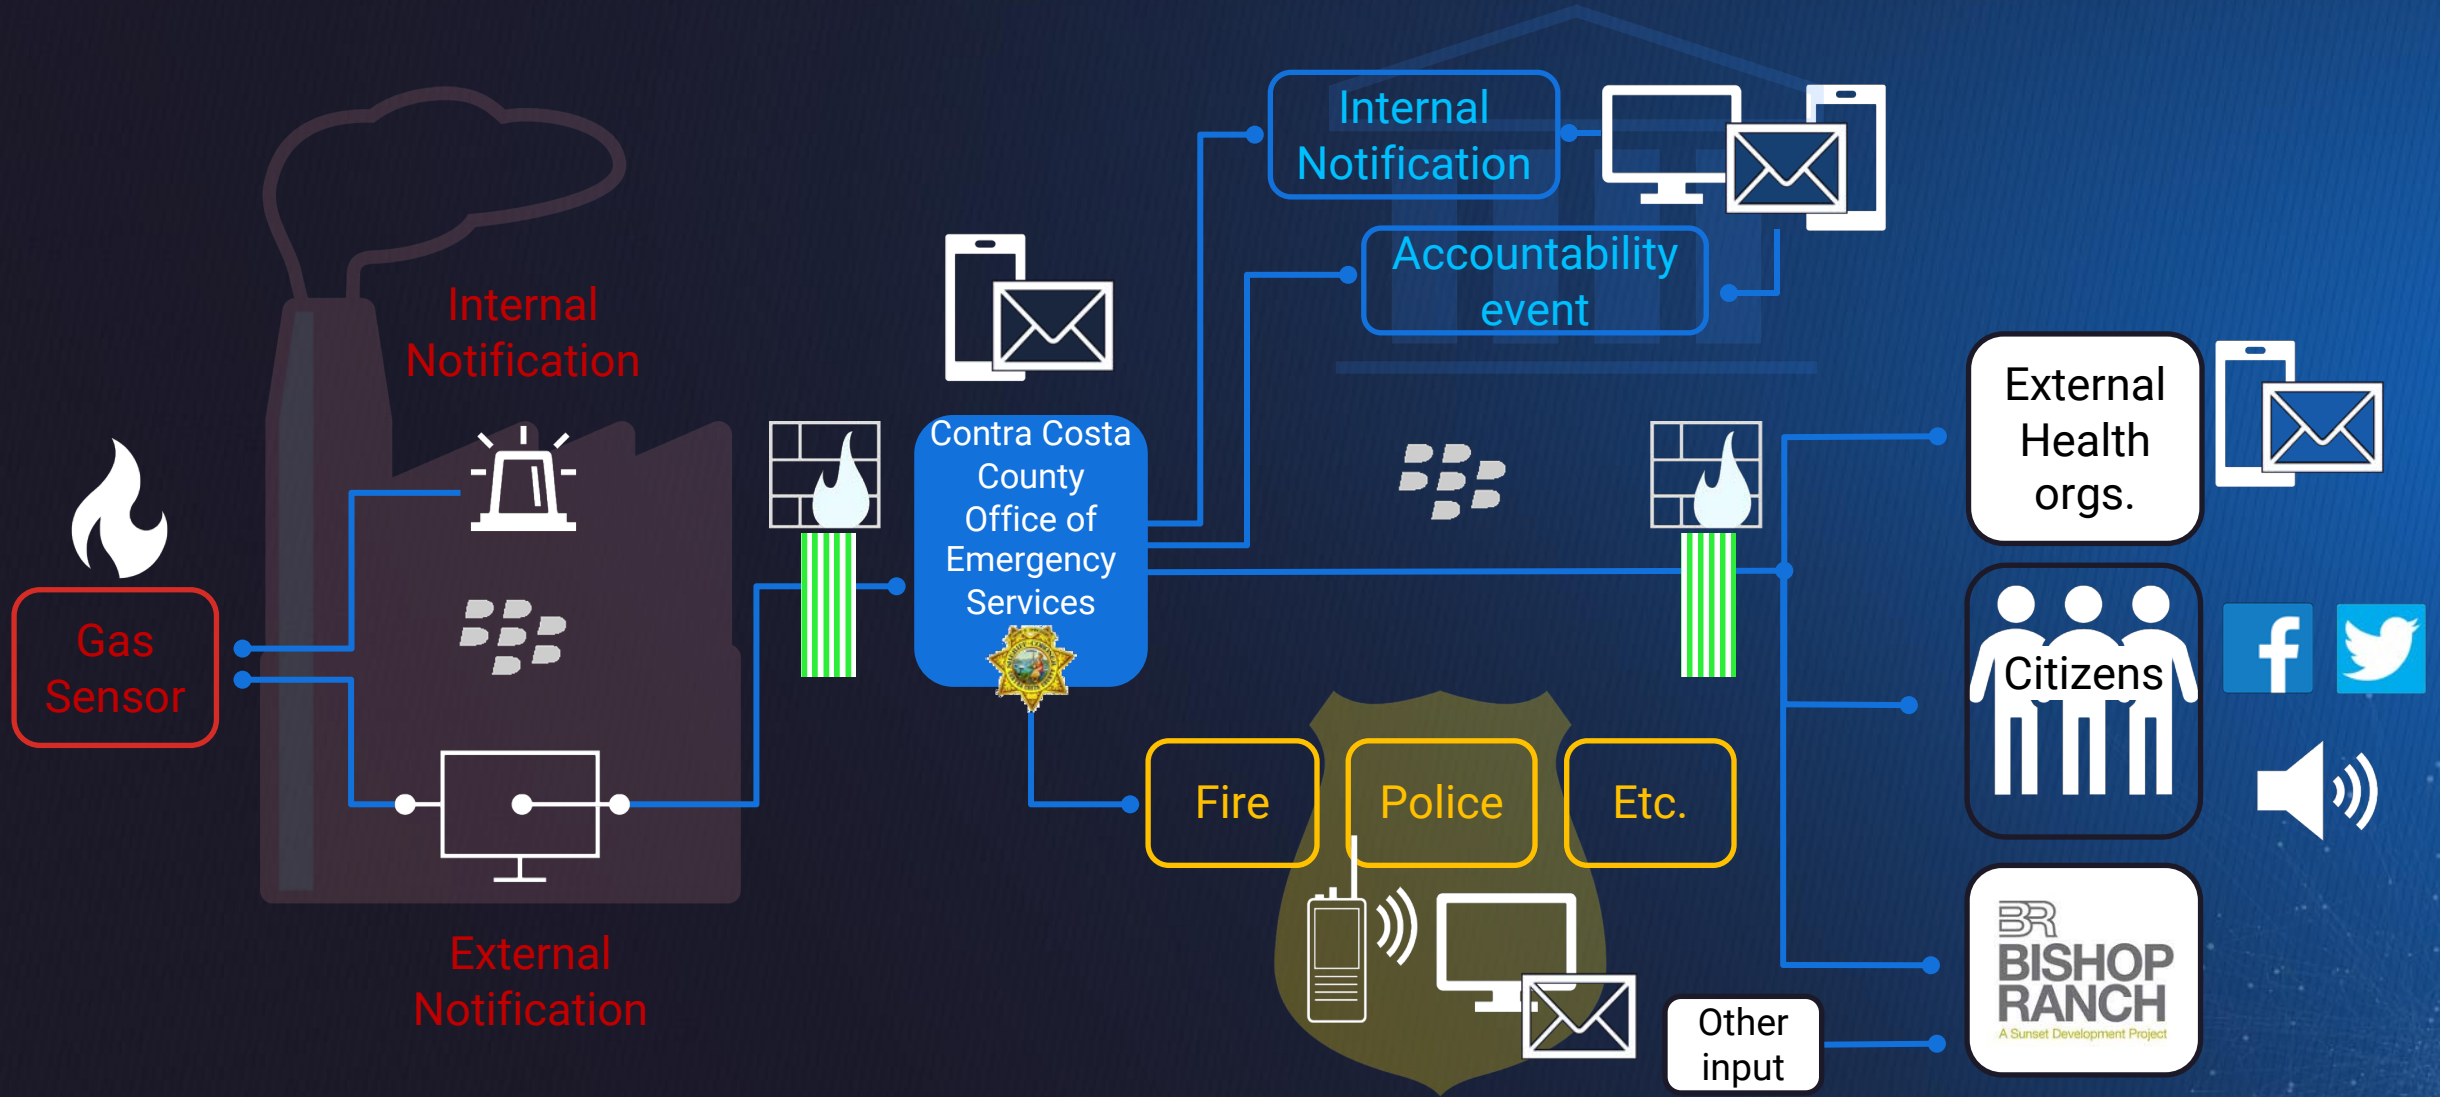 Internal
Notification
Accountability
event
Internal
Notification
External
Health
orgs.
Contra Costa
County
Office of
Emergency
Services
Gas
Sensor
Citizens
Fire
Police
Etc.
External
Notification
BR
BISHOP
RANCH
A Sunset Development Project
Other
input